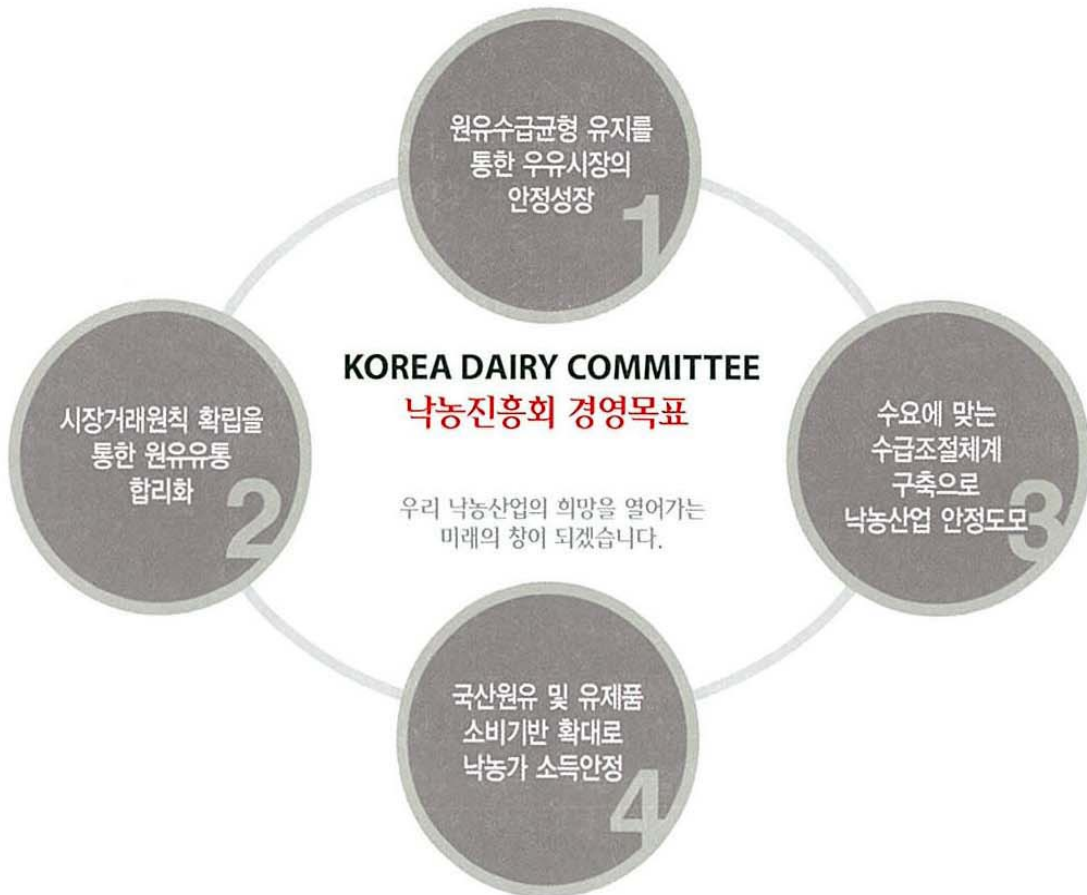 원유수급균형 유지를
통한 우유시장의
안정성장
1
KOREA DAIRY COMMITTEE
낙농진흥회 경영목표
우리 낙농산업의 희망을 열어가는
미래의 창이 되겠습니다.
시장거래원칙 확립을
통한 원유유통
합리화
2
수요에 맞는
수급조절체계
구축으로
낙농산업 안정도모
3
국산원유 및 유제품
소비기반 확대로
낙농가 소득안정
4